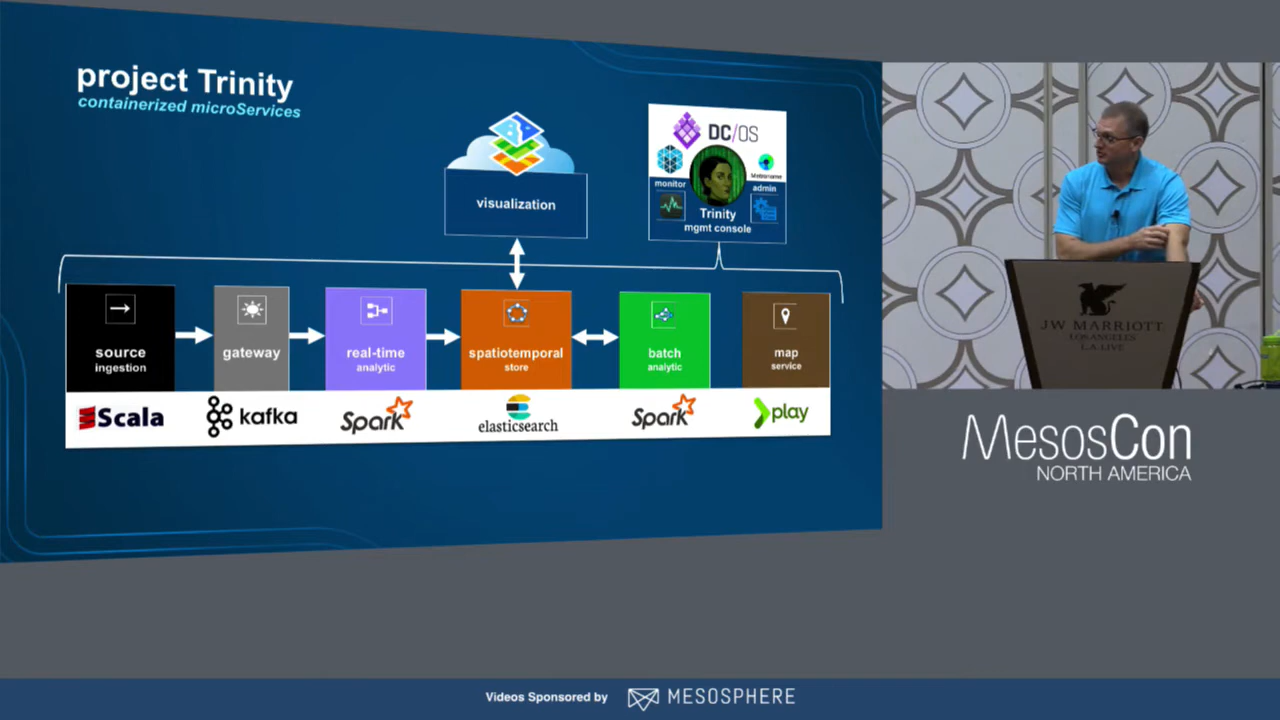 project Trinity
containerized microServices
visualization
DC/OS
monitor
Metronome
admin
Trinity
mgmt console
source
ingestion
gateway
real-time
analytic
spatiotemporal
store
batch
analytic
map
service
Scala
kafka
Spark
elasticsearch
Spark
play
JW MARRIOTT
LOS ANGELES
L.A. LIVE
MesosCon
NORTH AMERICA
Videos Sponsored by
MESOSPHERE